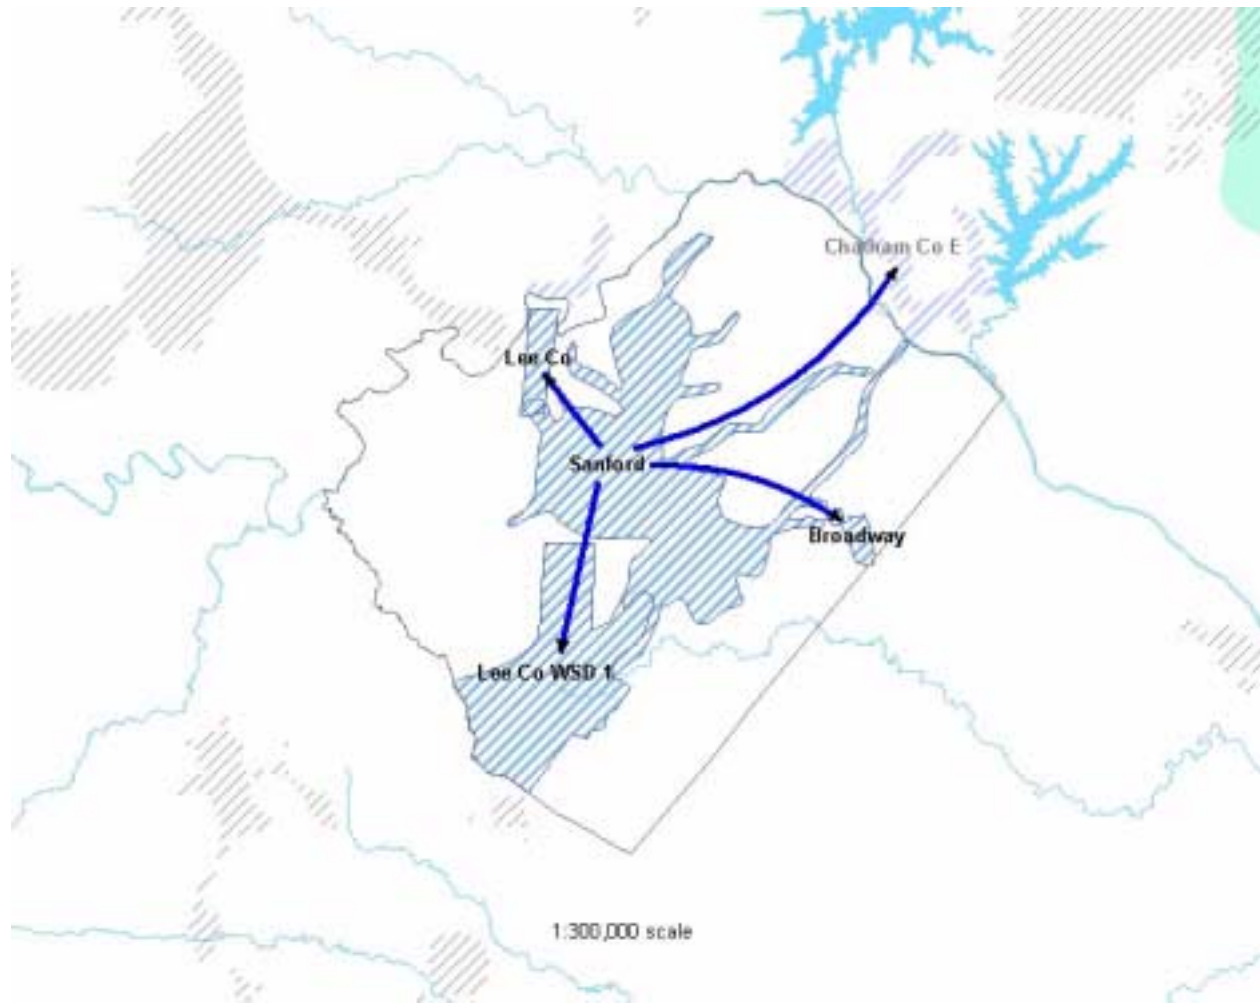 Chatham Co E
Lee Co
Sanford
Broadway
Lee Co WSD 1
1:300,000 scale